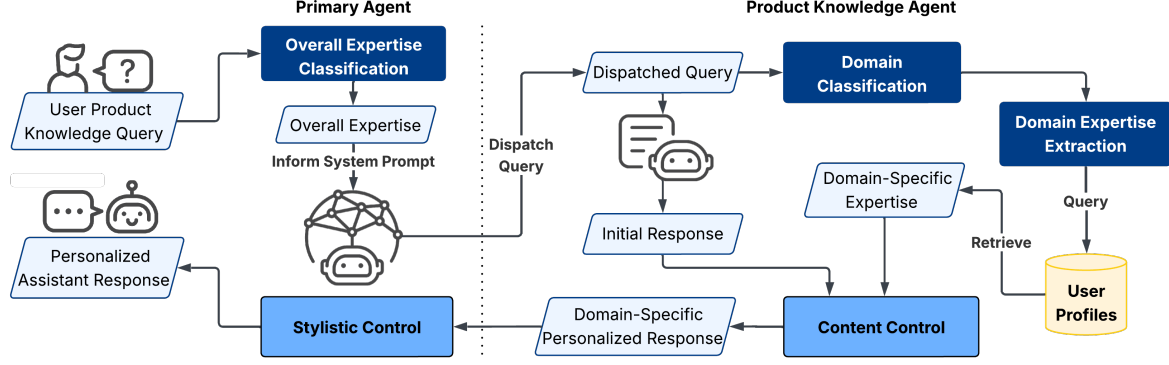 Primary Agent
Product Knowledge Agent
Overall Expertise
Classification
?
User Product
Knowledge Query
Overall Expertise
Inform System Prompt
Dispatch
Query
Dispatched Query
Domain
Classification
Domain Expertise
Extraction
Domain-Specific
Expertise
Query
Retrieve
Initial Response
User
Profiles
Personalized
Assistant Response
Stylistic Control
Domain-Specific
Personalized Response
Content Control